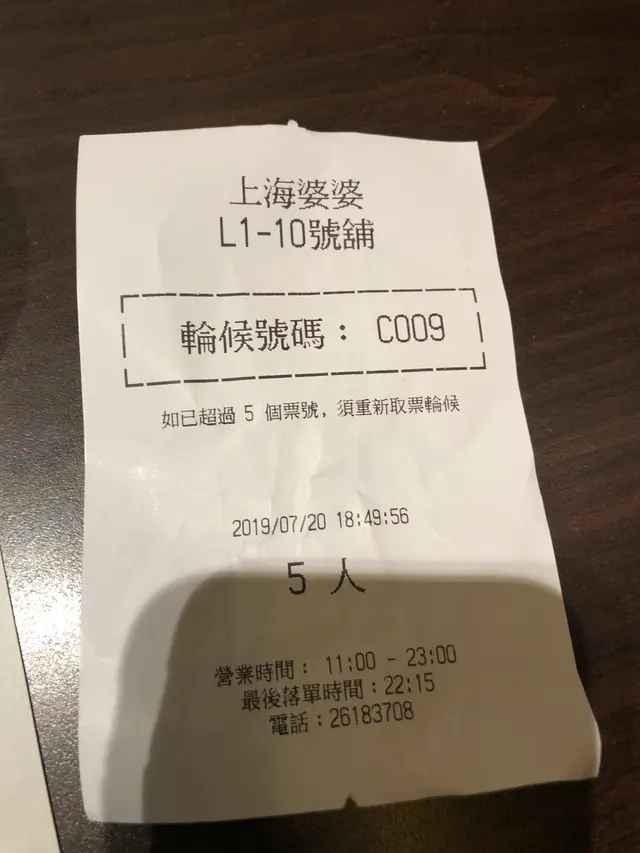 上海婆婆
L1-10號舖
輪候號碼： C009
如已超過 5 個票號, 須重新取票輪候
2019/07/20 18:49:56
5 人
營業時間： 11:00 - 23:00
最後落單時間：22:15
電話：26183708